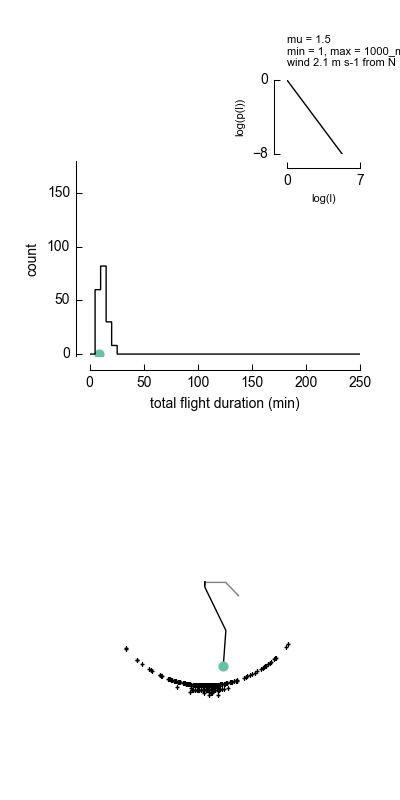 mu = 1.5
min = 1, max = 1000_m
wind 2.1 m s-1 from N
0
log(p(l))
−8
0
7
log(l)
150
100
50
0
count
0
50
100
150
200
250
total flight duration (min)